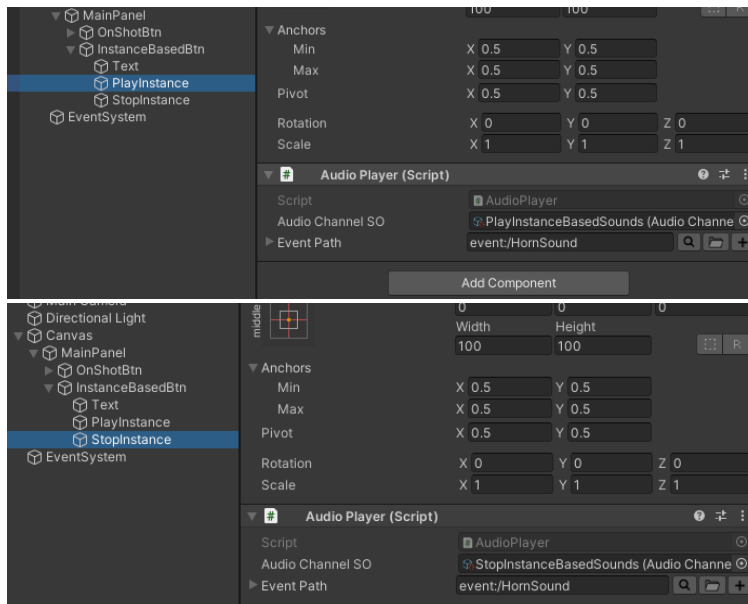 MainPanel
OnShotBtn
InstanceBasedBtn
Text
PlayInstance
StopInstance
EventSystem
100 100
R
Anchors
Min X 0.5 Y 0.5
Max X 0.5 Y 0.5
Pivot X 0.5 Y 0.5
Rotation X 0 Y 0 Z 0
Scale X 1 Y 1 Z 1
# Audio Player (Script)
Script # AudioPlayer
Audio Channel SO PlayInstanceBasedSounds (Audio Channe
Event Path event:/HornSound
Add Component
Main Camera
Directional Light
Canvas
MainPanel
OnShotBtn
InstanceBasedBtn
Text
PlayInstance
StopInstance
EventSystem
middle
0 0 0
Width Height
100 100
R
Anchors
Min X 0.5 Y 0.5
Max X 0.5 Y 0.5
Pivot X 0.5 Y 0.5
Rotation X 0 Y 0 Z 0
Scale X 1 Y 1 Z 1
# Audio Player (Script)
Script # AudioPlayer
Audio Channel SO StopInstanceBasedSounds (Audio Channe
Event Path event:/HornSound